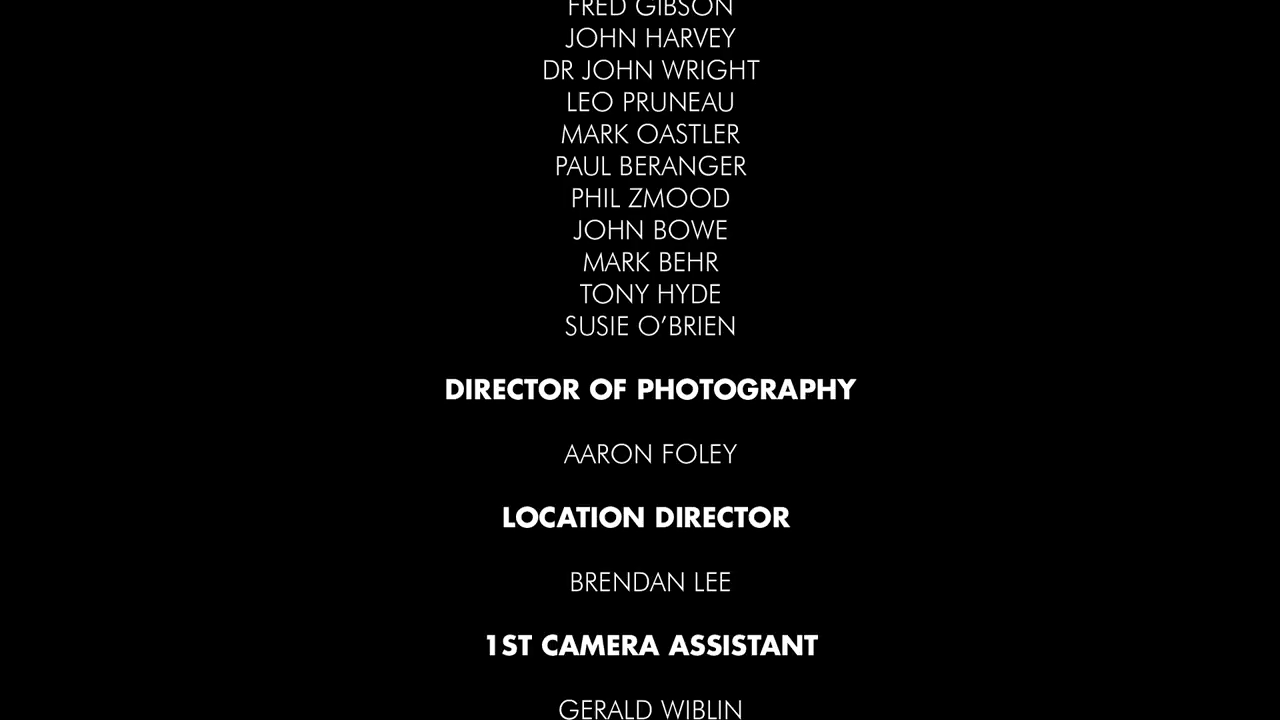 FRED GIBSON
JOHN HARVEY
DR JOHN WRIGHT
LEO PRUNEAU
MARK OASTLER
PAUL BERANGER
PHIL ZMOOD
JOHN BOWE
MARK BEHR
TONY HYDE
SUSIE O’BRIEN
DIRECTOR OF PHOTOGRAPHY
AARON FOLEY
LOCATION DIRECTOR
BRENDAN LEE
1ST CAMERA ASSISTANT
GERALD WIBLIN